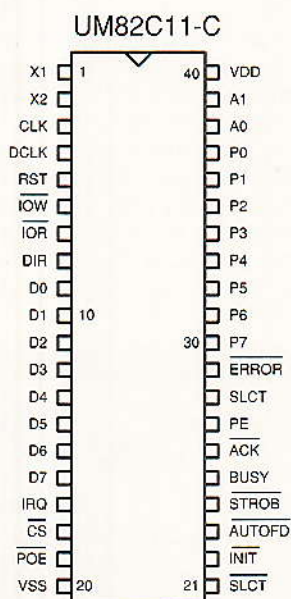 UM82C11-C
X1 1 40 VDD
X2 A1
CLK A0
DCLK P0
RST P1
IOW P2
IOR P3
DIR P4
D0 P5
D1 10 P6
D2 30 P7
D3 ERROR
D4 SLCT
D5 PE
D6 ACK
D7 BUSY
IRQ STROB
CS AUTOFD
POE INIT
VSS 20 21 SLCT